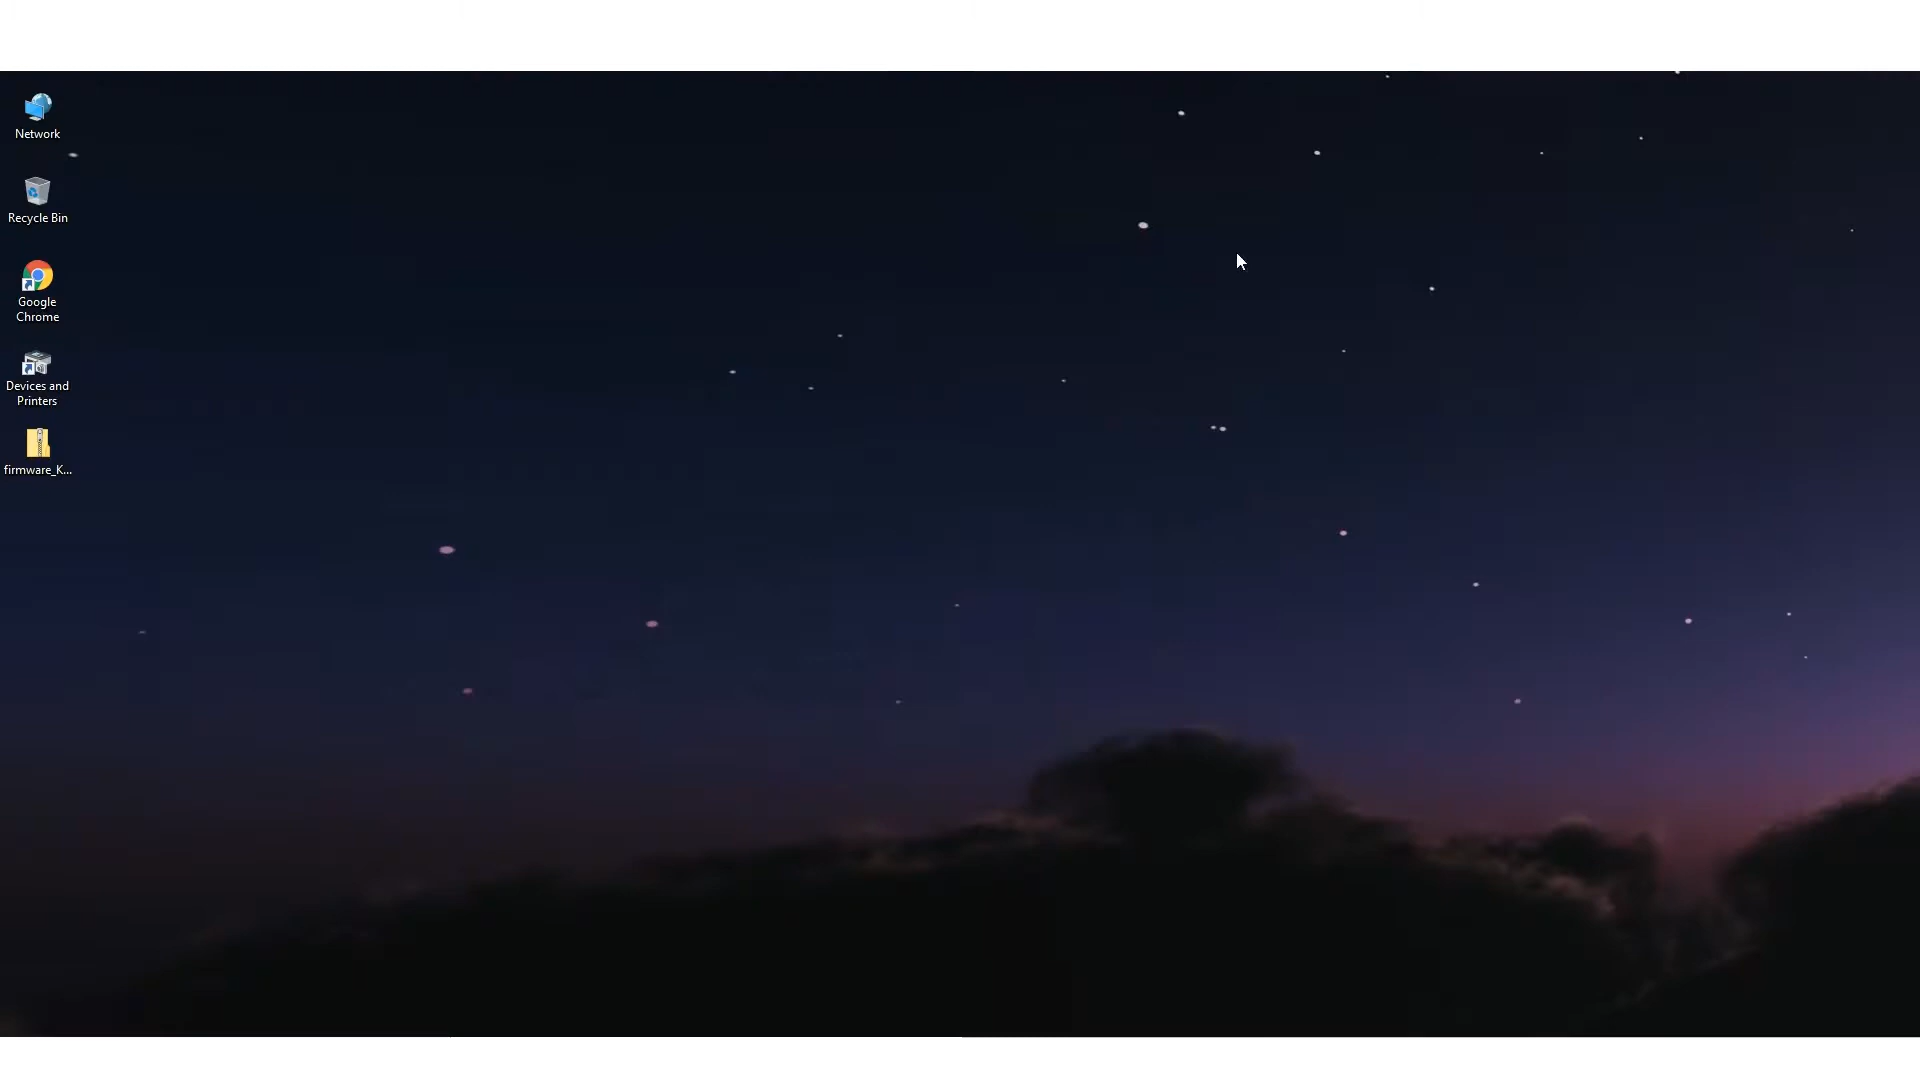 Network
Recycle Bin
Google
Chrome
Devices and
Printers
firmware_K...